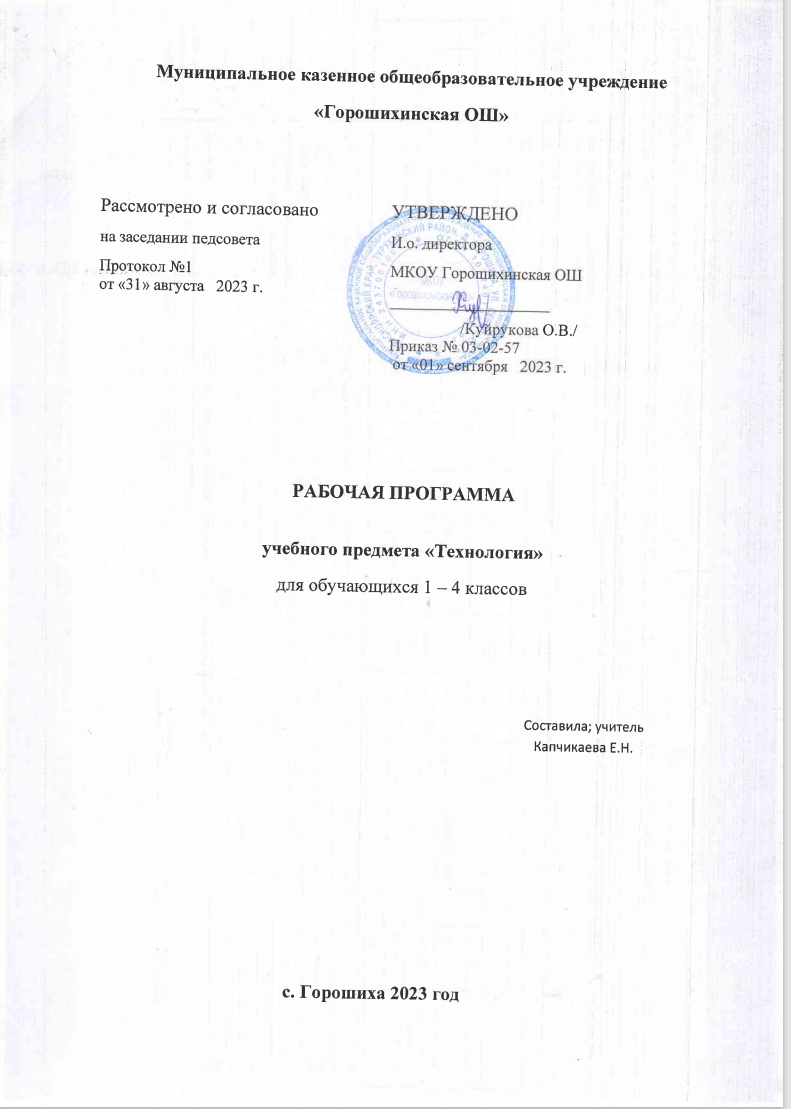 Муниципальное казенное общеобразовательное учреждение
«Горошихинская ОШ»
Рассмотрено и согласовано
на заседании педсовета
Протокол №1
от «31» августа 2023 г.
УТВЕРЖДЕНО
И.о. директора
МКОУ Горошихинская ОШ
/Куйрукова О.В./
Приказ № 03-02-57
от «01» сентября 2023 г.
РАБОЧАЯ ПРОГРАММА
учебного предмета «Технология»
для обучающихся 1 – 4 классов
Составила; учитель
Капчикаева Е.Н.
с. Горошиха 2023 год